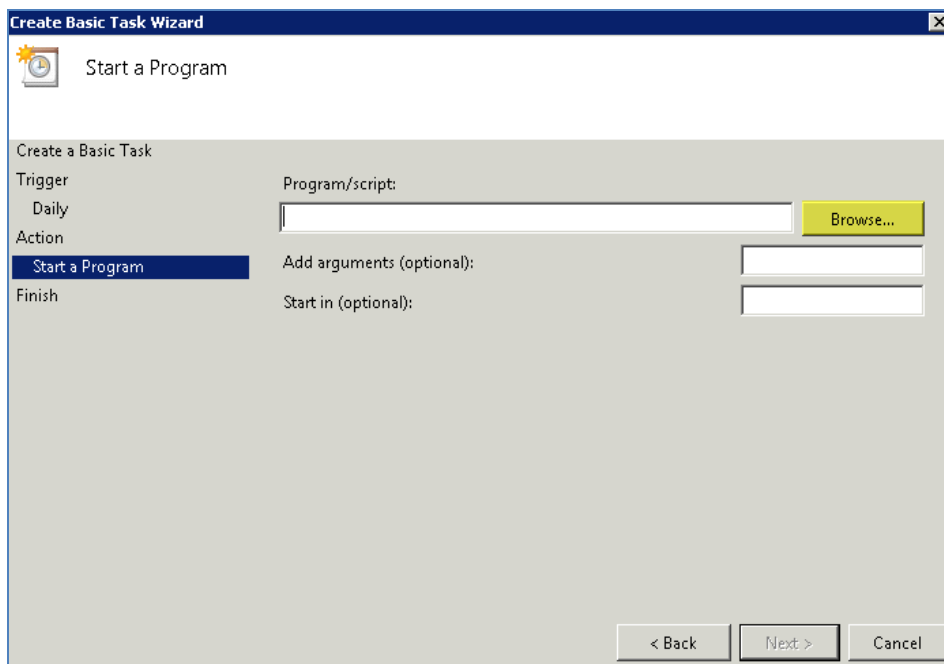 Create Basic Task Wizard
Start a Program
Create a Basic Task
Trigger
Daily
Action
Start a Program
Finish
Program/script:
Browse...
Add arguments (optional):
Start in (optional):
< Back
Next >
Cancel